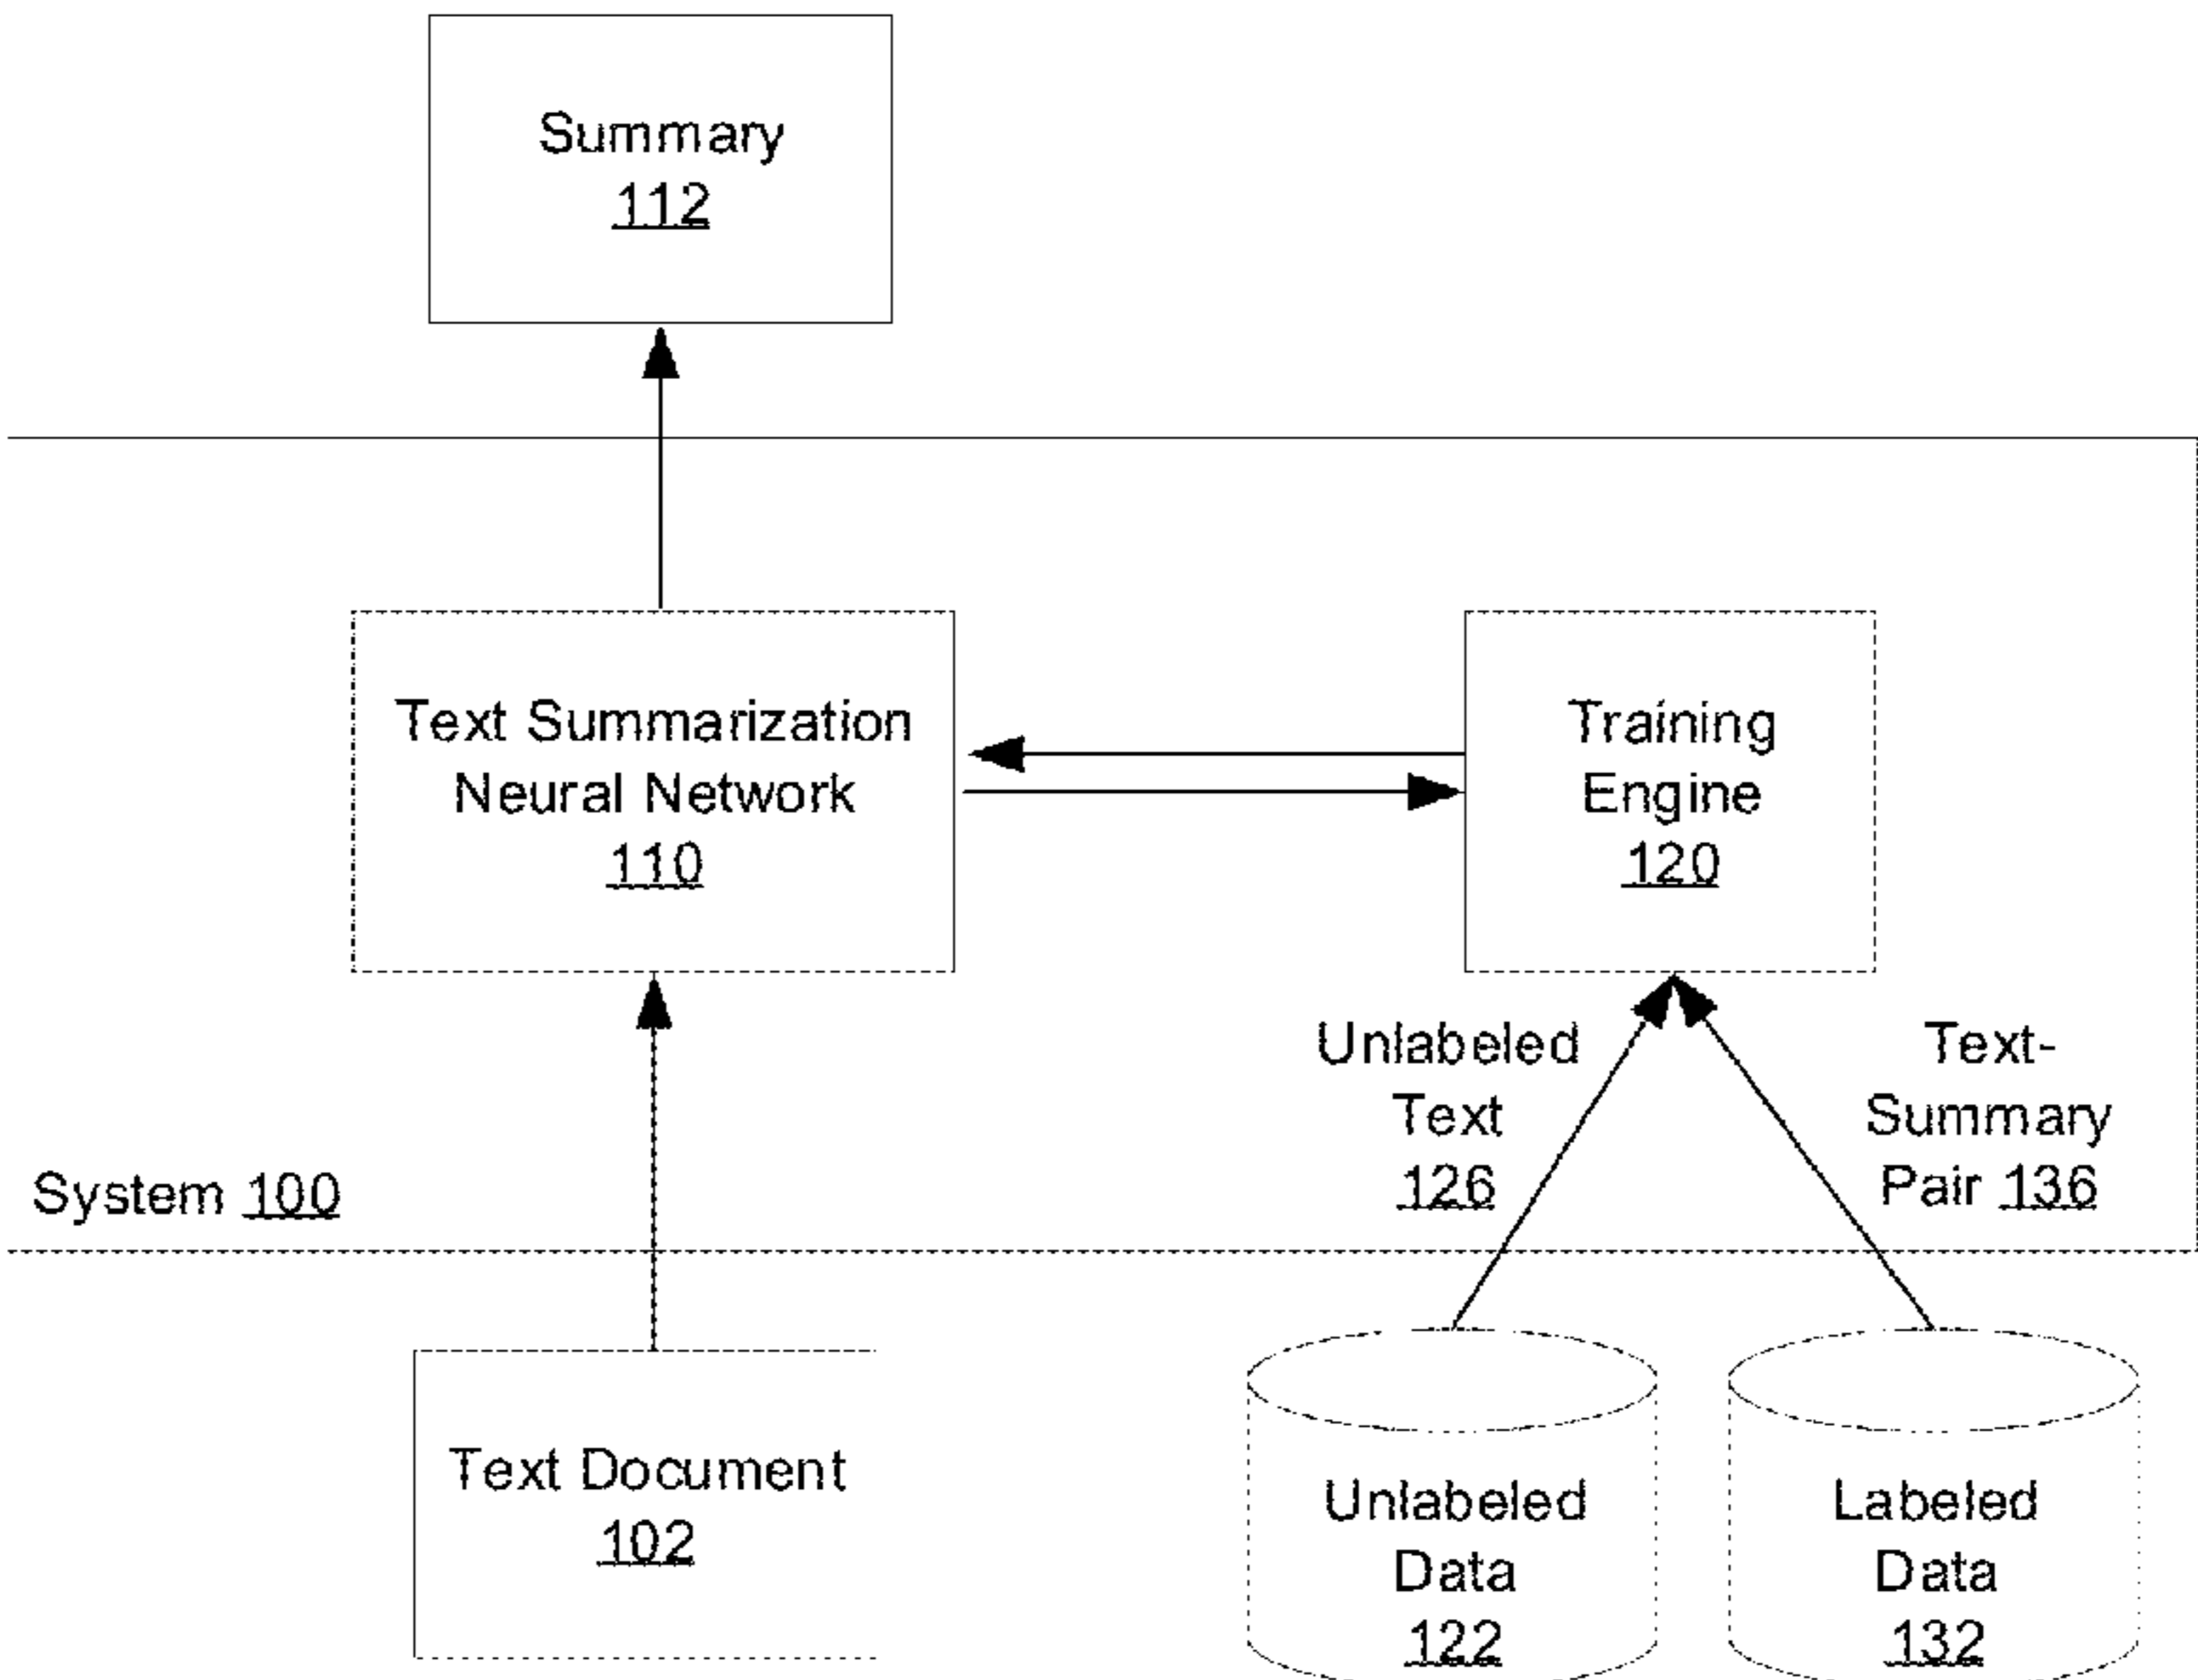 Summary
112
Text Summarization
Neural Network
110
Training
Engine
120
Unlabeled
Text
126
Text-
Summary
Pair 136
System 100
Text Document
102
Unlabeled
Data
122
Labeled
Data
132